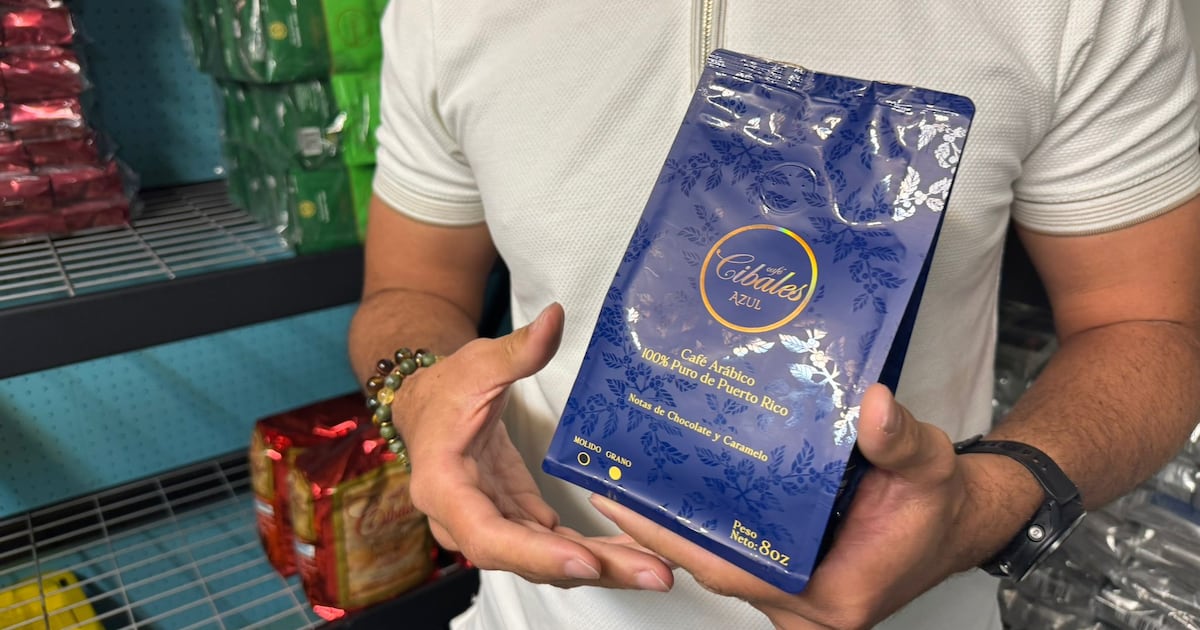 café
Cibales
AZUL
Café Arábico
100% Puro de Puerto Rico
Notas de Chocolate y Caramelo
MOLIDO GRANO
Peso
Neto: 8oz
Cibales